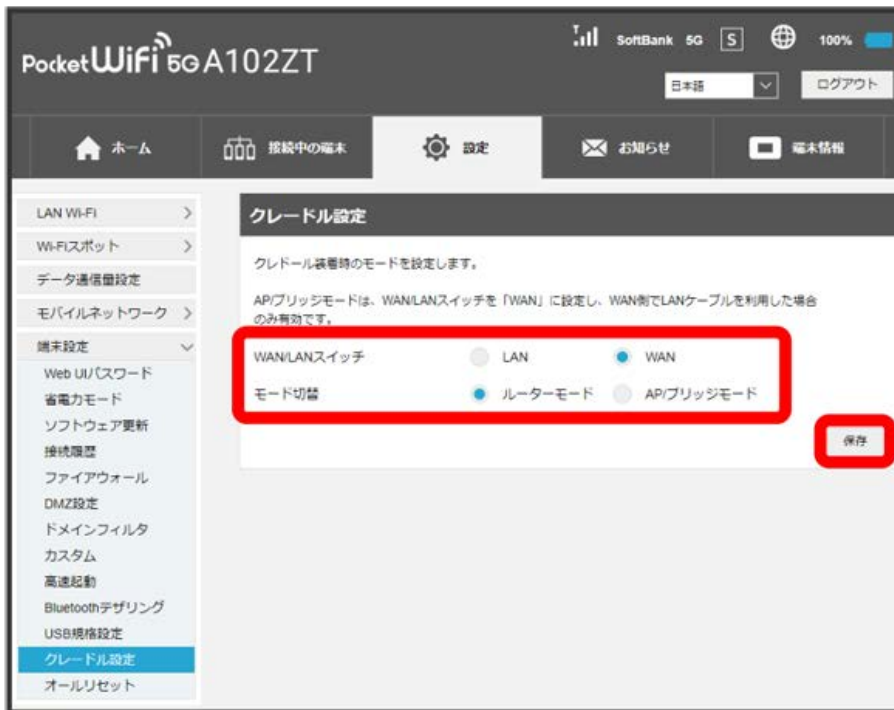 SoftBank 5G S 100%
Pocket WiFi 5G A102ZT
日本語 ログアウト
ホーム 接続中の端末 設定 お知らせ 端末情報
LAN Wi-Fi
Wi-Fiスポット
データ通信量設定
モバイルネットワーク
端末設定
Web UIパスワード
省電力モード
ソフトウェア更新
接続履歴
ファイアウォール
DMZ設定
ドメインフィルタ
カスタム
高速起動
Bluetoothテザリング
USB規格設定
クレードル設定
オールリセット
クレードル設定
クレドール装着時のモードを設定します。
AP/ブリッジモードは、WAN/LANスイッチを「WAN」に設定し、WAN側でLANケーブルを利用した場合
のみ有効です。
WAN/LANスイッチ LAN WAN
モード切替 ルーターモード AP/ブリッジモード
保存